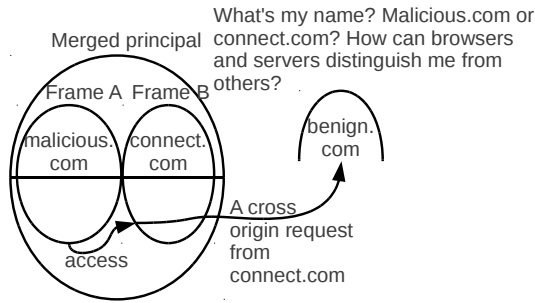 What's my name? Malicious.com or
connect.com? How can browsers
and servers distinguish me from
others?
Merged principal
Frame A
Frame B
malicious.
com
connect.
com
benign.
com
A cross
origin request
from
connect.com
access